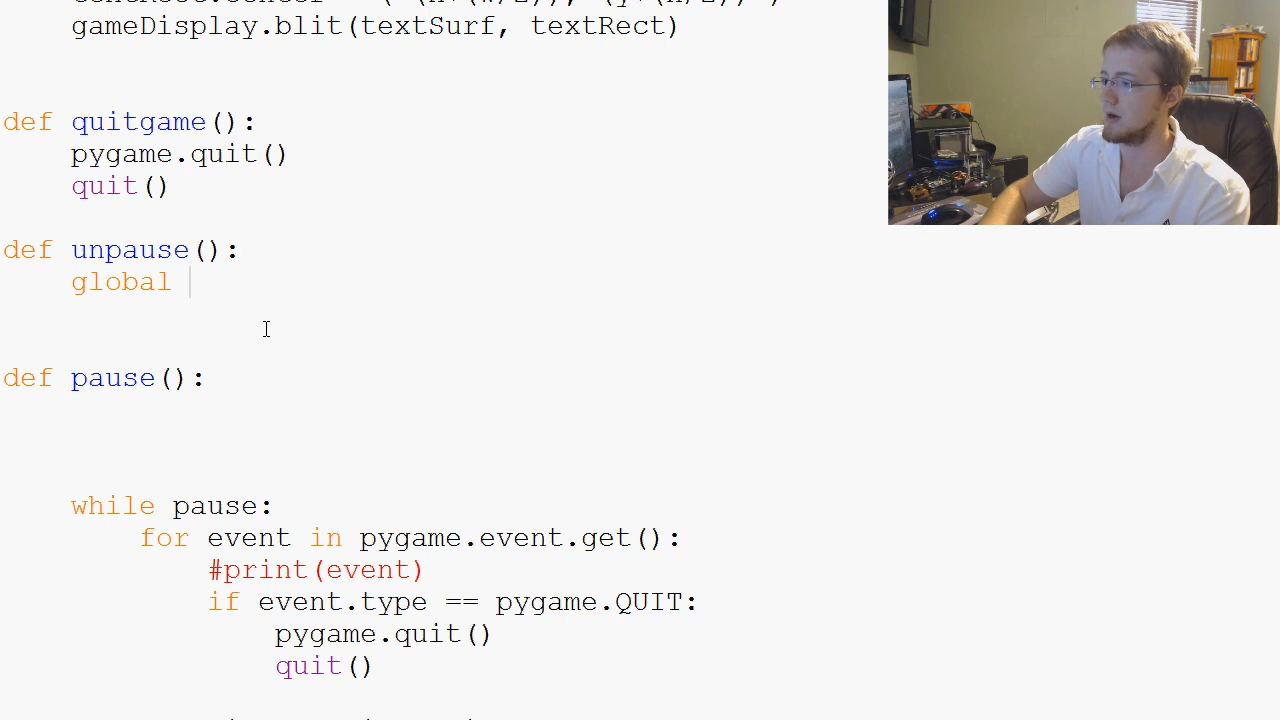 gameDisplay.blit(textSurf, textRect)
def quitgame():
pygame.quit()
quit()
def unpause():
global
def pause():
while pause:
for event in pygame.event.get():
#print(event)
if event.type == pygame.QUIT:
pygame.quit()
quit()